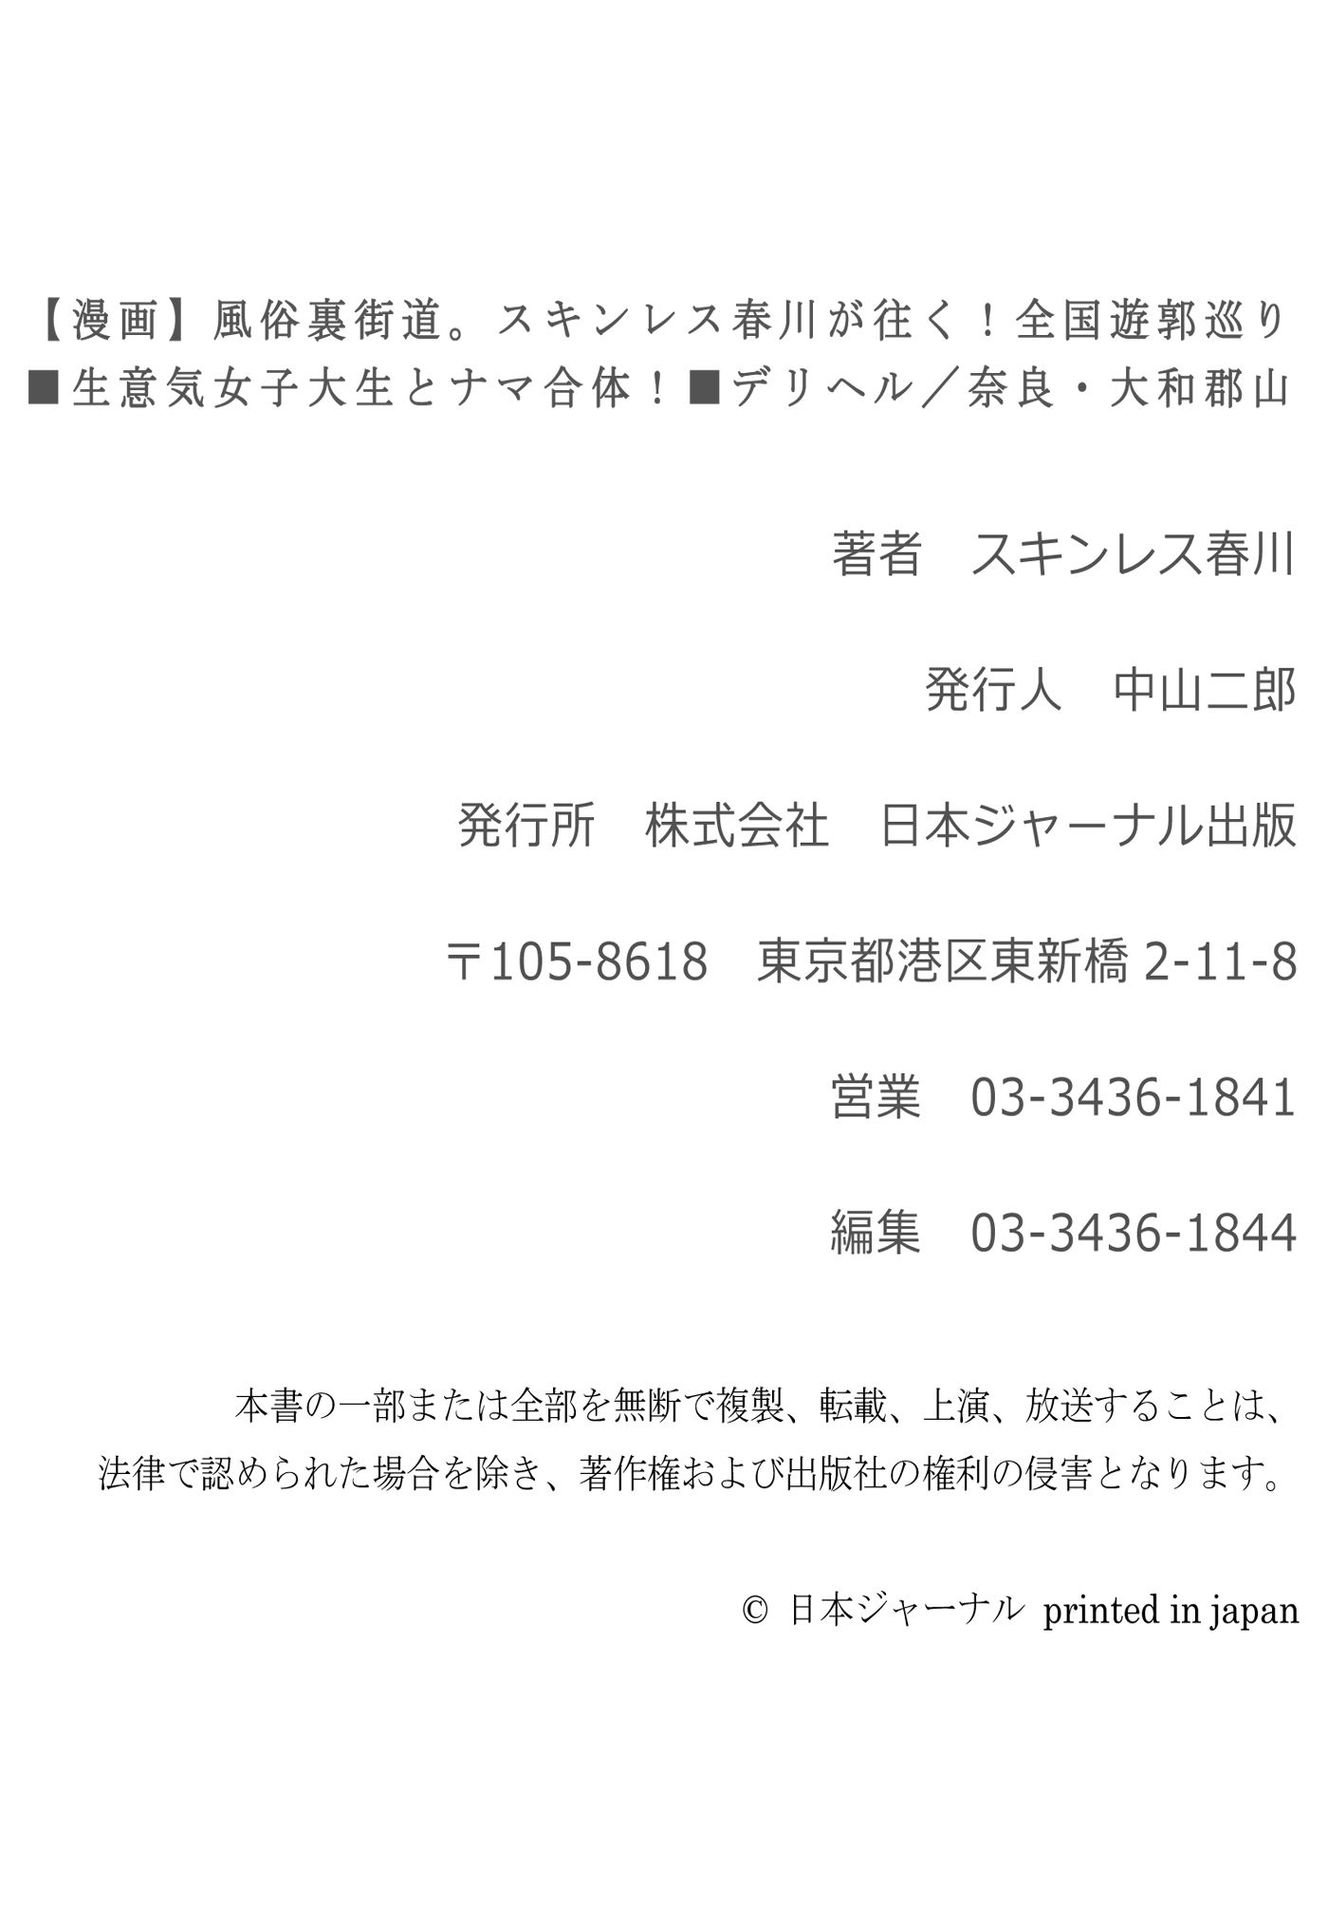 【漫画】風俗裏街道。スキンレス春川が往く！全国遊郭巡り
■生意気女子大生とナマ合体！■デリヘル／奈良・大和郡山
著者　スキンレス春川
発行人　中山二郎
発行所　株式会社　日本ジャーナル出版
〒105-8618　東京都港区東新橋 2-11-8
営業　03-3436-1841
編集　03-3436-1844
本書の一部または全部を無断で複製、転載、上演、放送することは、
法律で認められた場合を除き、著作権および出版社の権利の侵害となります。
© 日本ジャーナル printed in japan